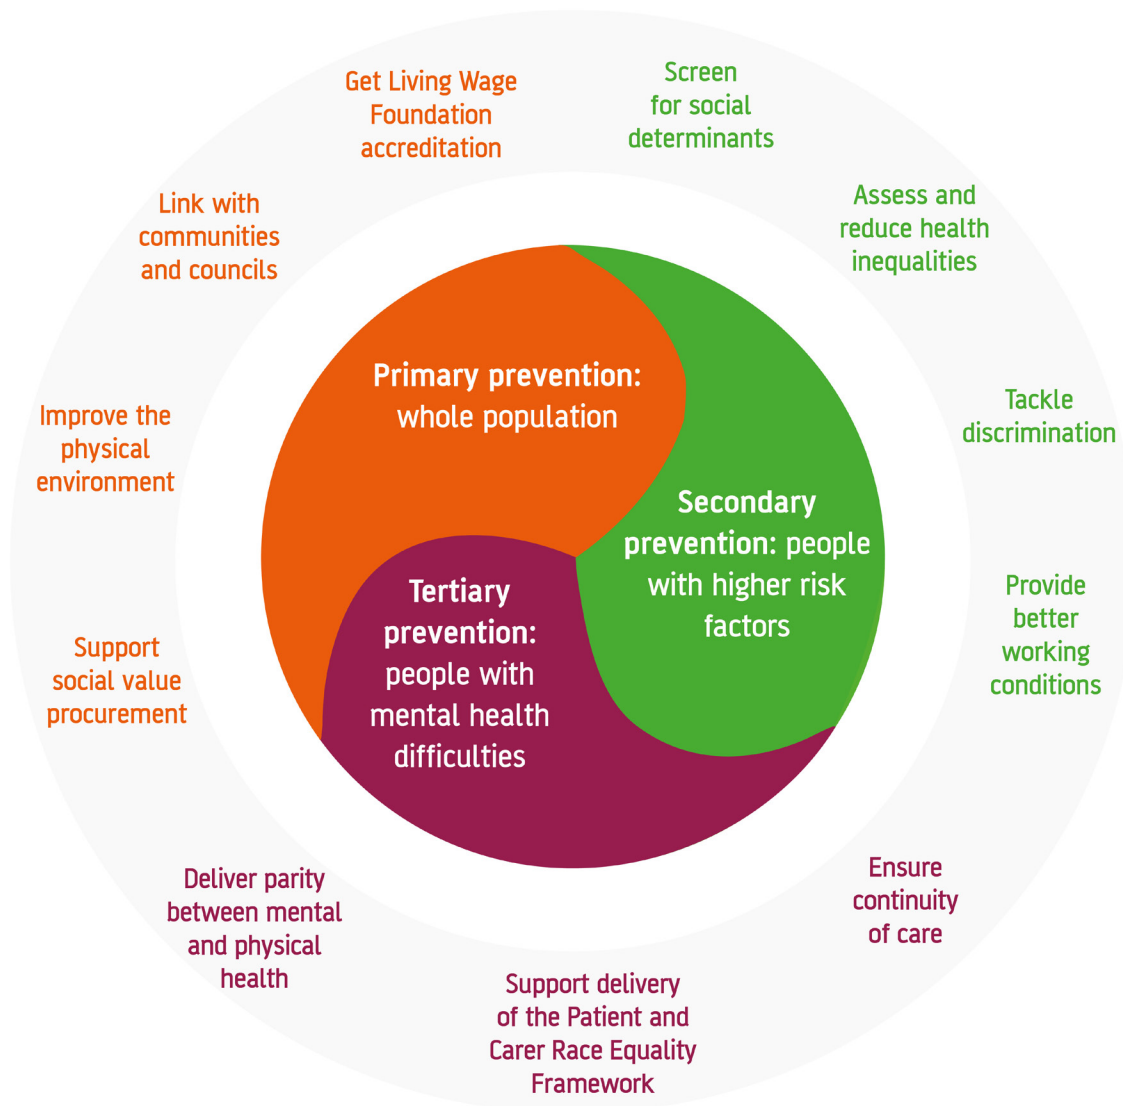 Get Living Wage
Foundation
accreditation
Screen
for social
determinants
Link with
communities
and councils
Assess and
reduce health
inequalities
Improve the
physical
environment
Tackle
discrimination
Primary prevention:
whole population
Secondary
prevention: people
with higher risk
factors
Tertiary
prevention:
people with
mental health
difficulties
Support
social value
procurement
Provide
better
working
conditions
Deliver parity
between mental
and physical
health
Support delivery
of the Patient and
Carer Race Equality
Framework
Ensure
continuity
of care